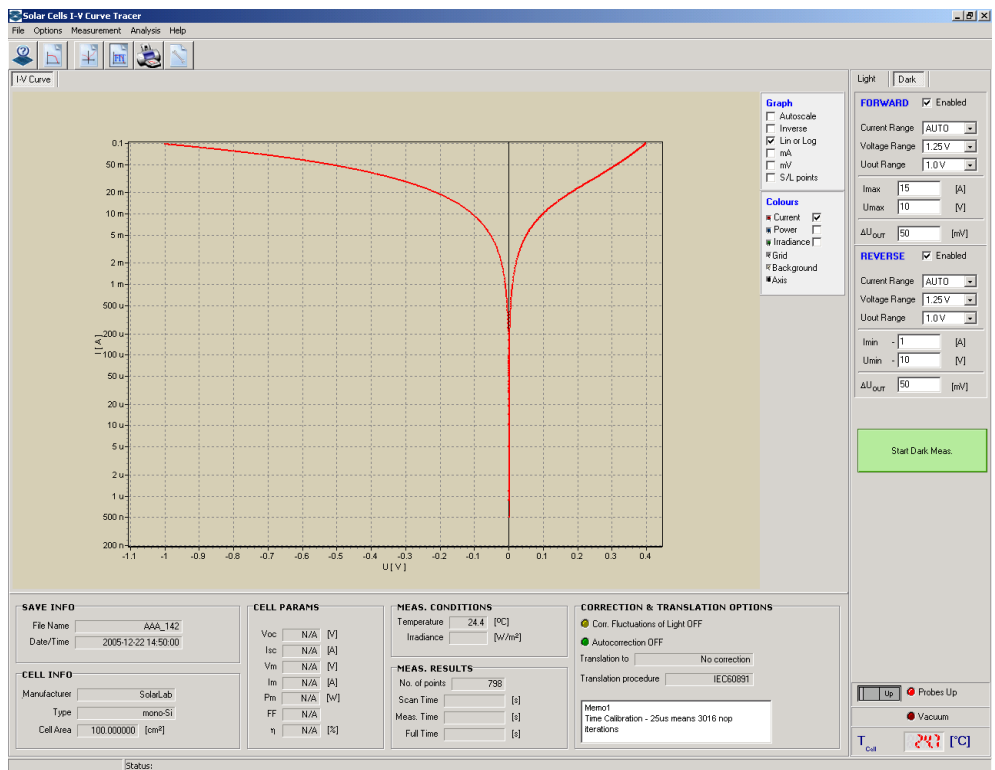 Solar Cells I-V Curve Tracer
File Options Measurement Analysis Help
I-V Curve
Light Dark
Graph
Autoscale
Inverse
Lin or Log
mA
mV
S/L points
Colours
Current
Power
Irradiance
Grid
Background
Axis
0.1
50 m
20 m
10 m
5 m
2 m
1 m
500 u
200 u
100 u
50 u
20 u
10 u
5 u
2 u
1 u
500 n
200 n
I [ A ]
-1.1 -1 -0.9 -0.8 -0.7 -0.6 -0.5 -0.4 -0.3 -0.2 -0.1 0 0.1 0.2 0.3 0.4
U [ V ]
FORWARD Enabled
Current Range AUTO
Voltage Range 1.25 V
Uout Range 1.0 V
Imax 15 [A]
Umax 10 [V]
ΔU OUT 50 [mV]
REVERSE Enabled
Current Range AUTO
Voltage Range 1.25 V
Uout Range 1.0 V
Imin - 1 [A]
Umin - 10 [V]
ΔU OUT 50 [mV]
Start Dark Meas.
SAVE INFO
File Name AAA_142
Date/Time 2005-12-22 14:50:00
CELL INFO
Manufacturer SolarLab
Type mono-Si
Cell Area 100.000000 [cm²]
CELL PARAMS
Voc N/A [V]
Isc N/A [A]
Vm N/A [V]
Im N/A [A]
Pm N/A [W]
FF N/A
η N/A [%]
MEAS. CONDITIONS
Temperature 24.4 [ºC]
Irradiance [W/m²]
MEAS. RESULTS
No. of points 798
Scan Time [s]
Meas. Time [s]
Full Time [s]
CORRECTION & TRANSLATION OPTIONS
Corr. Fluctuations of Light OFF
Autocorrection OFF
Translation to No correction
Translation procedure IEC60891
Memo1
Time Calibration - 25us means 3016 nop
iterations
Up Probes Up
Vacuum
T Cell 24.7 [°C]
Status: